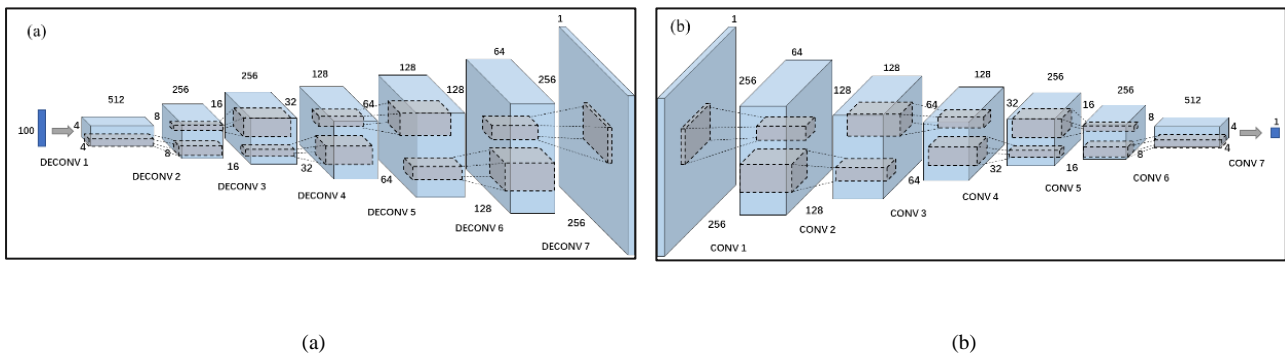 (a)
1
64
128
128
256
256
512
100
4
4
8
8
16
16
32
32
64
64
128
128
256
256
DECONV 1
DECONV 2
DECONV 3
DECONV 4
DECONV 5
DECONV 6
DECONV 7
(b)
1
64
128
128
256
256
512
256
256
128
128
64
64
32
32
16
16
8
8
4
4
1
CONV 1
CONV 2
CONV 3
CONV 4
CONV 5
CONV 6
CONV 7
(a)
(b)